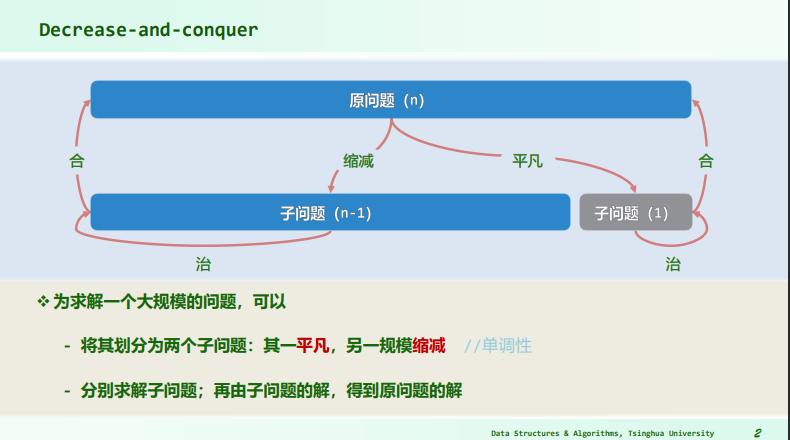 Decrease-and-conquer
原问题（n）
合
缩减
平凡
合
子问题（n-1）
子问题（1）
治
治
❖ 为求解一个大规模的问题，可以
- 将其划分为两个子问题：其一平凡，另一规模缩减 //单调性
- 分别求解子问题；再由子问题的解，得到原问题的解
Data Structures & Algorithms, Tsinghua University 2